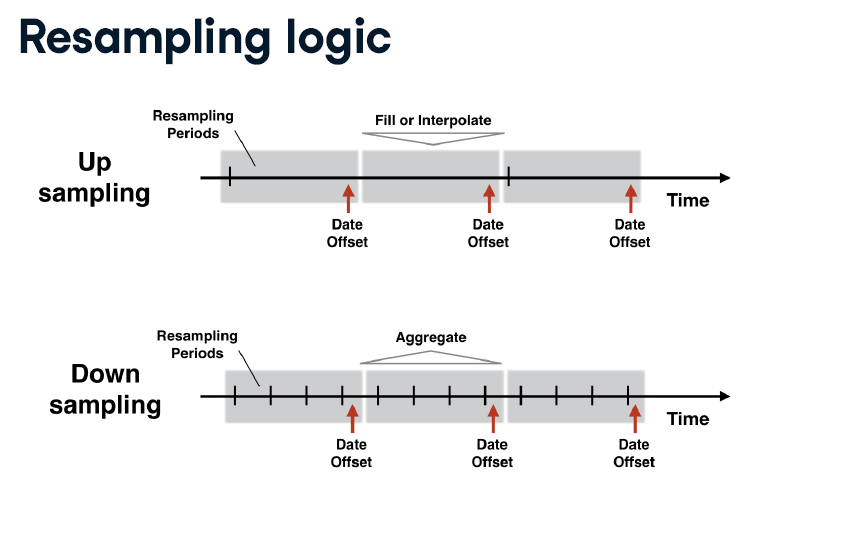 Resampling logic
Resampling
Periods
Fill or Interpolate
Up
sampling
Time
Date
Offset
Date
Offset
Date
Offset
Resampling
Periods
Aggregate
Down
sampling
Time
Date
Offset
Date
Offset
Date
Offset